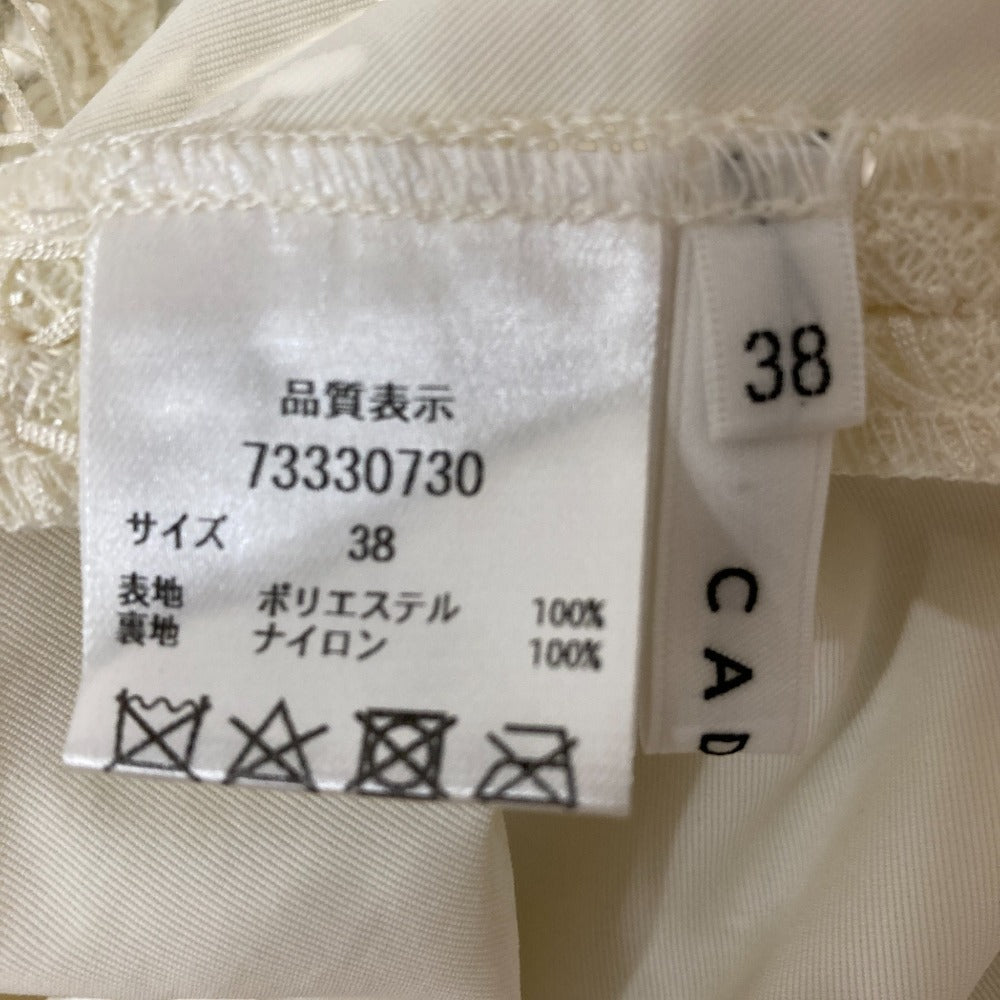 品質表示
73330730
サイズ 38
表地 ポリエステル 100%
裏地 ナイロン 100%
38
CAD